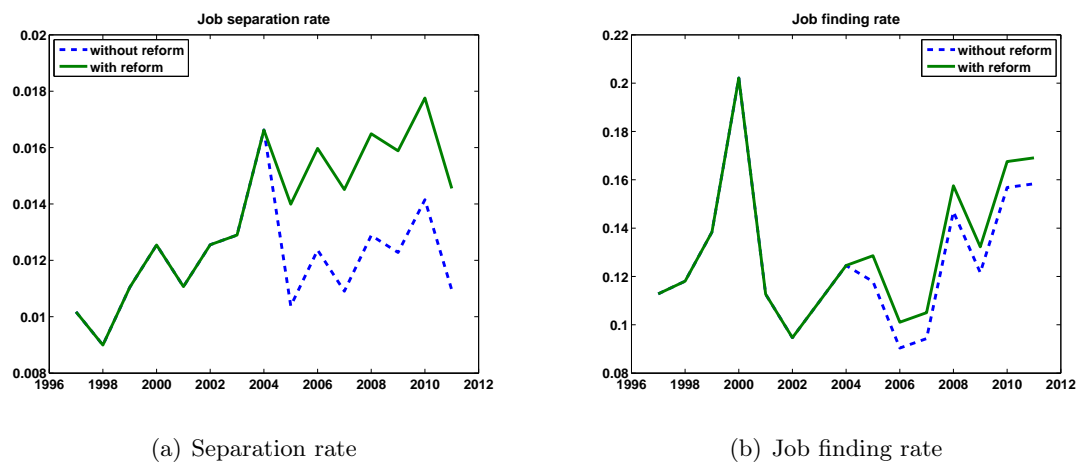 Job separation rate
0.02
0.018
0.016
0.014
0.012
0.01
0.008
1996 1998 2000 2002 2004 2006 2008 2010 2012
without reform
with reform
(a) Separation rate
Job finding rate
0.22
0.2
0.18
0.16
0.14
0.12
0.1
0.08
1996 1998 2000 2002 2004 2006 2008 2010 2012
without reform
with reform
(b) Job finding rate